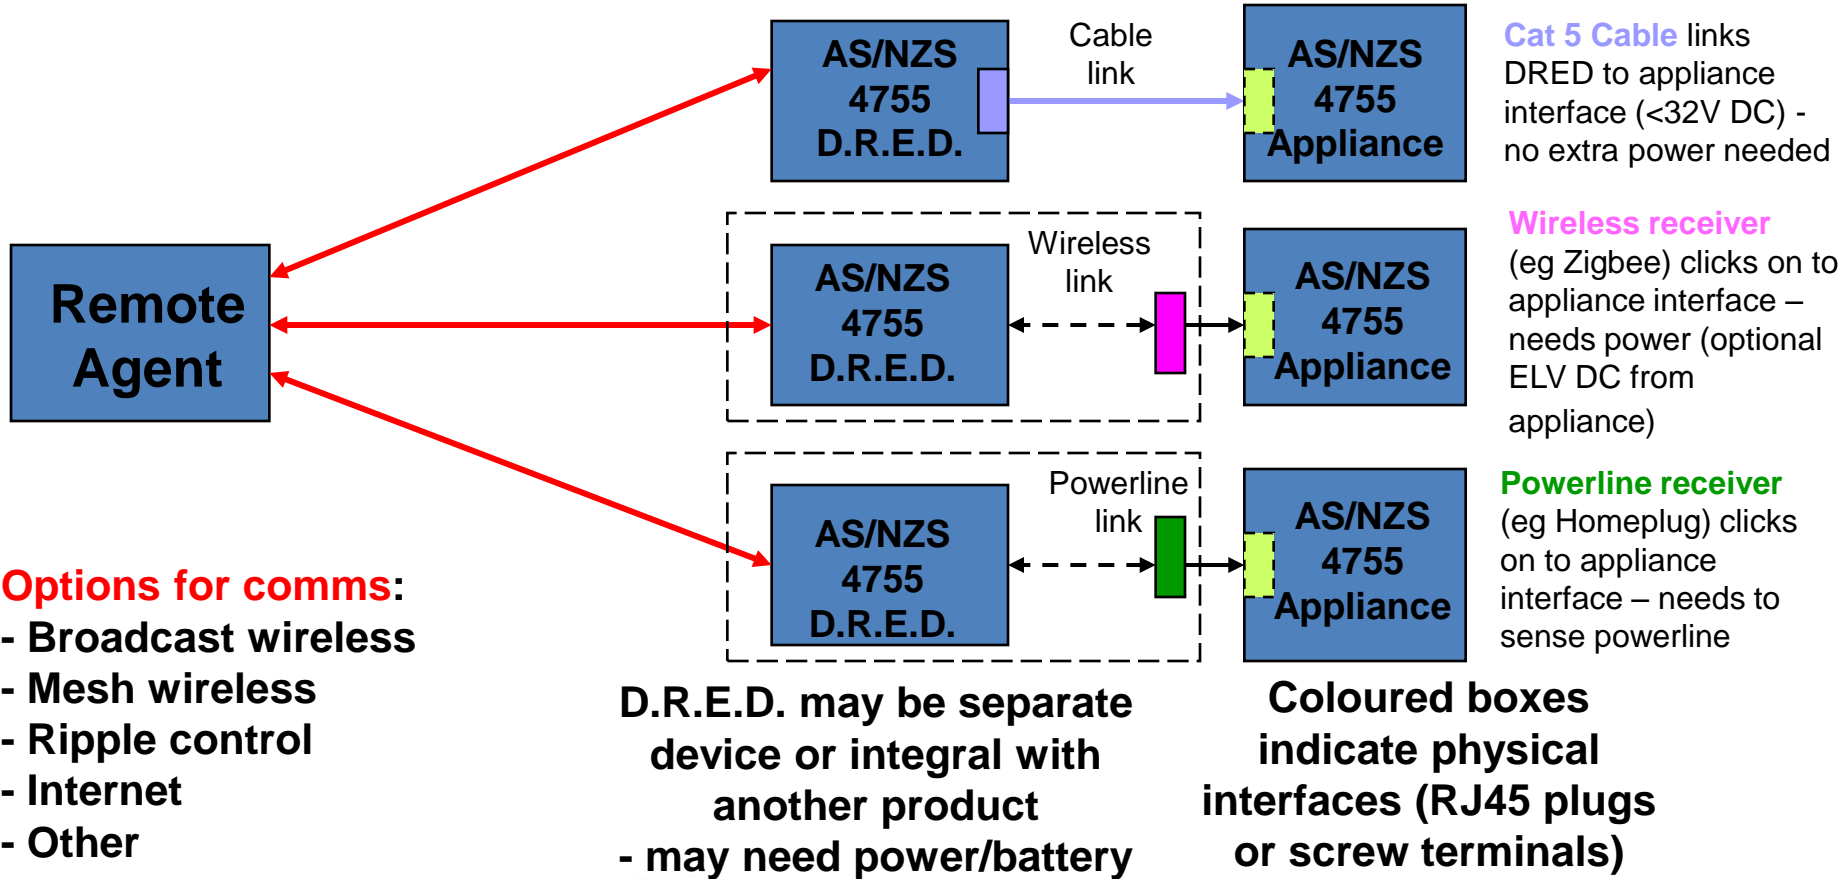 Remote
Agent
AS/NZS
4755
D.R.E.D.
Cable
link
AS/NZS
4755
Appliance
Cat 5 Cable links
DRED to appliance
interface (<32V DC) -
no extra power needed
AS/NZS
4755
D.R.E.D.
Wireless
link
AS/NZS
4755
Appliance
Wireless receiver
(eg Zigbee) clicks on to
appliance interface –
needs power (optional
ELV DC from
appliance)
AS/NZS
4755
D.R.E.D.
Powerline
link
AS/NZS
4755
Appliance
Powerline receiver
(eg Homeplug) clicks
on to appliance
interface – needs to
sense powerline
Options for comms:
- Broadcast wireless
- Mesh wireless
- Ripple control
- Internet
- Other
D.R.E.D. may be separate
device or integral with
another product
- may need power/battery
Coloured boxes
indicate physical
interfaces (RJ45 plugs
or screw terminals)